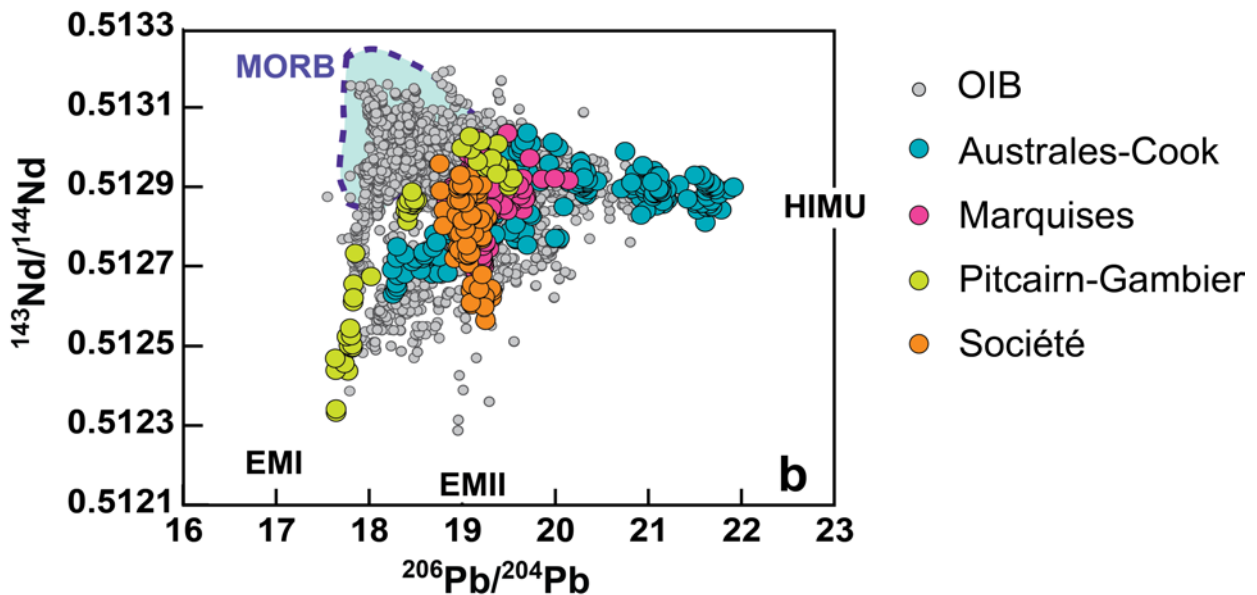 0.5133
0.5131
0.5129
0.5127
0.5125
0.5123
0.5121
¹⁴³Nd/¹⁴⁴Nd
MORB
HIMU
EMI
EMII
b
16 17 18 19 20 21 22 23
²⁰⁶Pb/²⁰⁴Pb
OIB
Australes-Cook
Marquises
Pitcairn-Gambier
Société